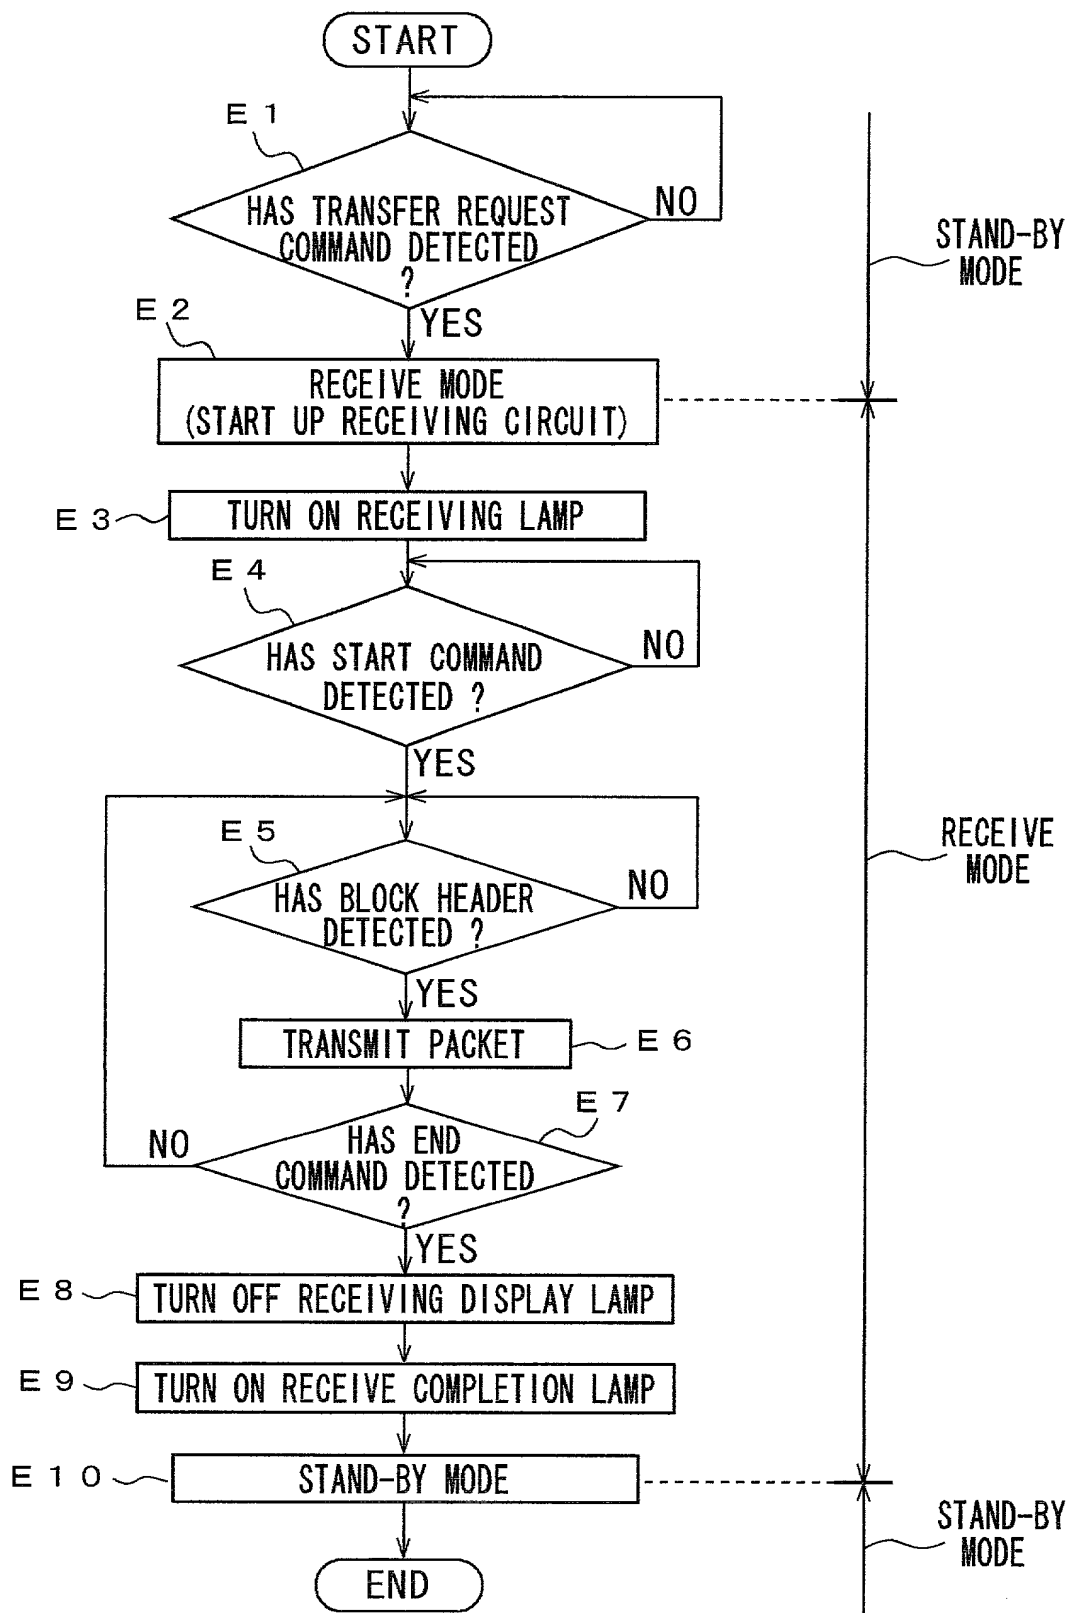 START
E 1
HAS TRANSFER REQUEST
COMMAND DETECTED
?
NO
STAND-BY
MODE
YES
E 2
RECEIVE MODE
(START UP RECEIVING CIRCUIT)
E 3
TURN ON RECEIVING LAMP
E 4
HAS START COMMAND
DETECTED ?
NO
YES
E 5
HAS BLOCK HEADER
DETECTED ?
NO
RECEIVE
MODE
YES
TRANSMIT PACKET
E 6
E 7
HAS END
COMMAND DETECTED
?
NO
YES
E 8
TURN OFF RECEIVING DISPLAY LAMP
E 9
TURN ON RECEIVE COMPLETION LAMP
E 1 0
STAND-BY MODE
STAND-BY
MODE
END